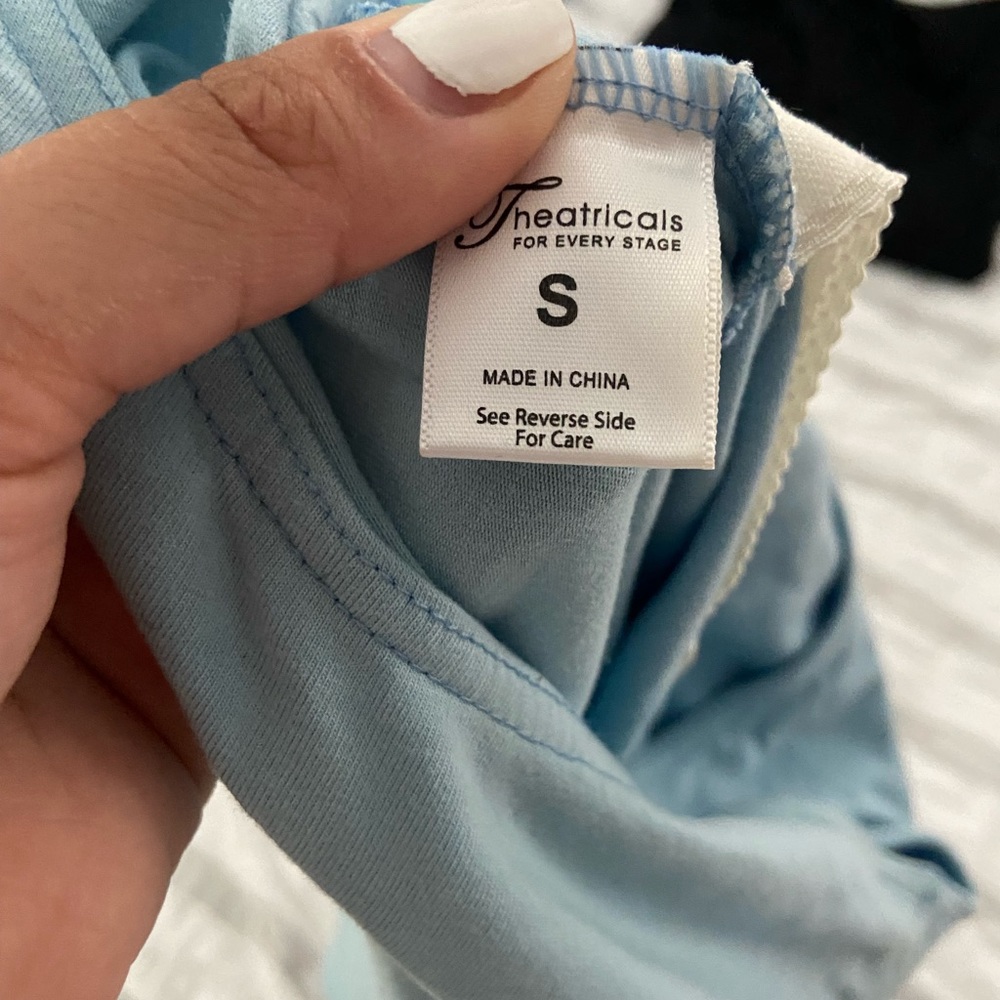 Theatricals
FOR EVERY STAGE
S
MADE IN CHINA
See Reverse Side
For Care